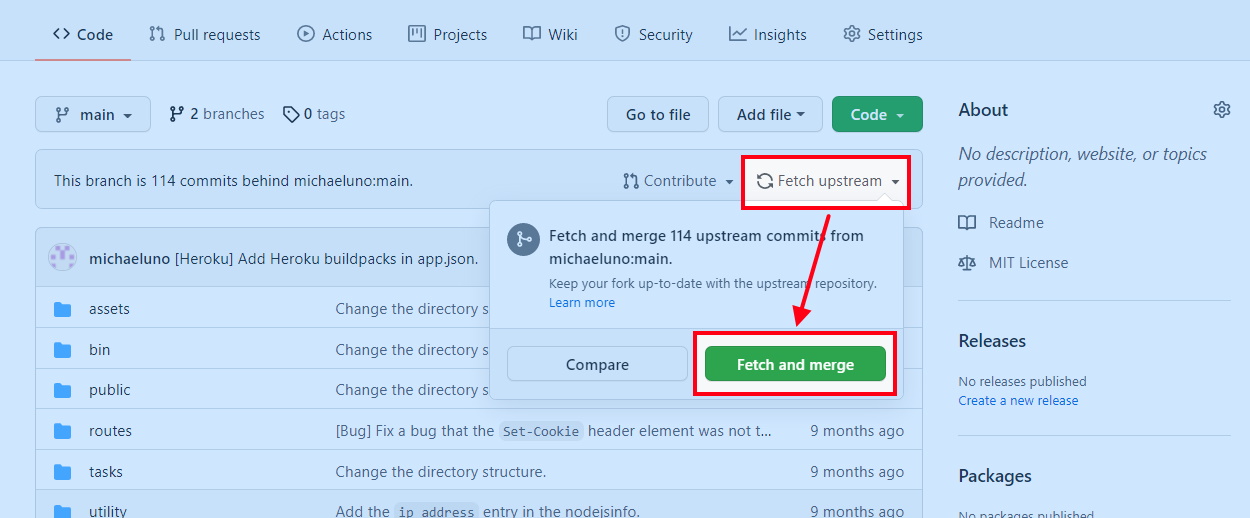 Code Pull requests Actions Projects Wiki Security Insights Settings
main 2 branches 0 tags Go to file Add file Code
This branch is 114 commits behind michaeluno:main. Contribute Fetch upstream
Fetch and merge 114 upstream commits from
michaeluno:main.
Keep your fork up-to-date with the upstream repository.
Learn more
Compare Fetch and merge
michaeluno [Heroku] Add Heroku buildpacks in app.json.
assets Change the directory s
bin Change the directory s
public Change the directory s
routes [Bug] Fix a bug that the Set-Cookie header element was not t... 9 months ago
tasks Change the directory structure. 9 months ago
utility Add the ip_address entry in the nodejsinfo. 9 months ago
About
No description, website, or topics
provided.
Readme
MIT License
Releases
No releases published
Create a new release
Packages
No packages published